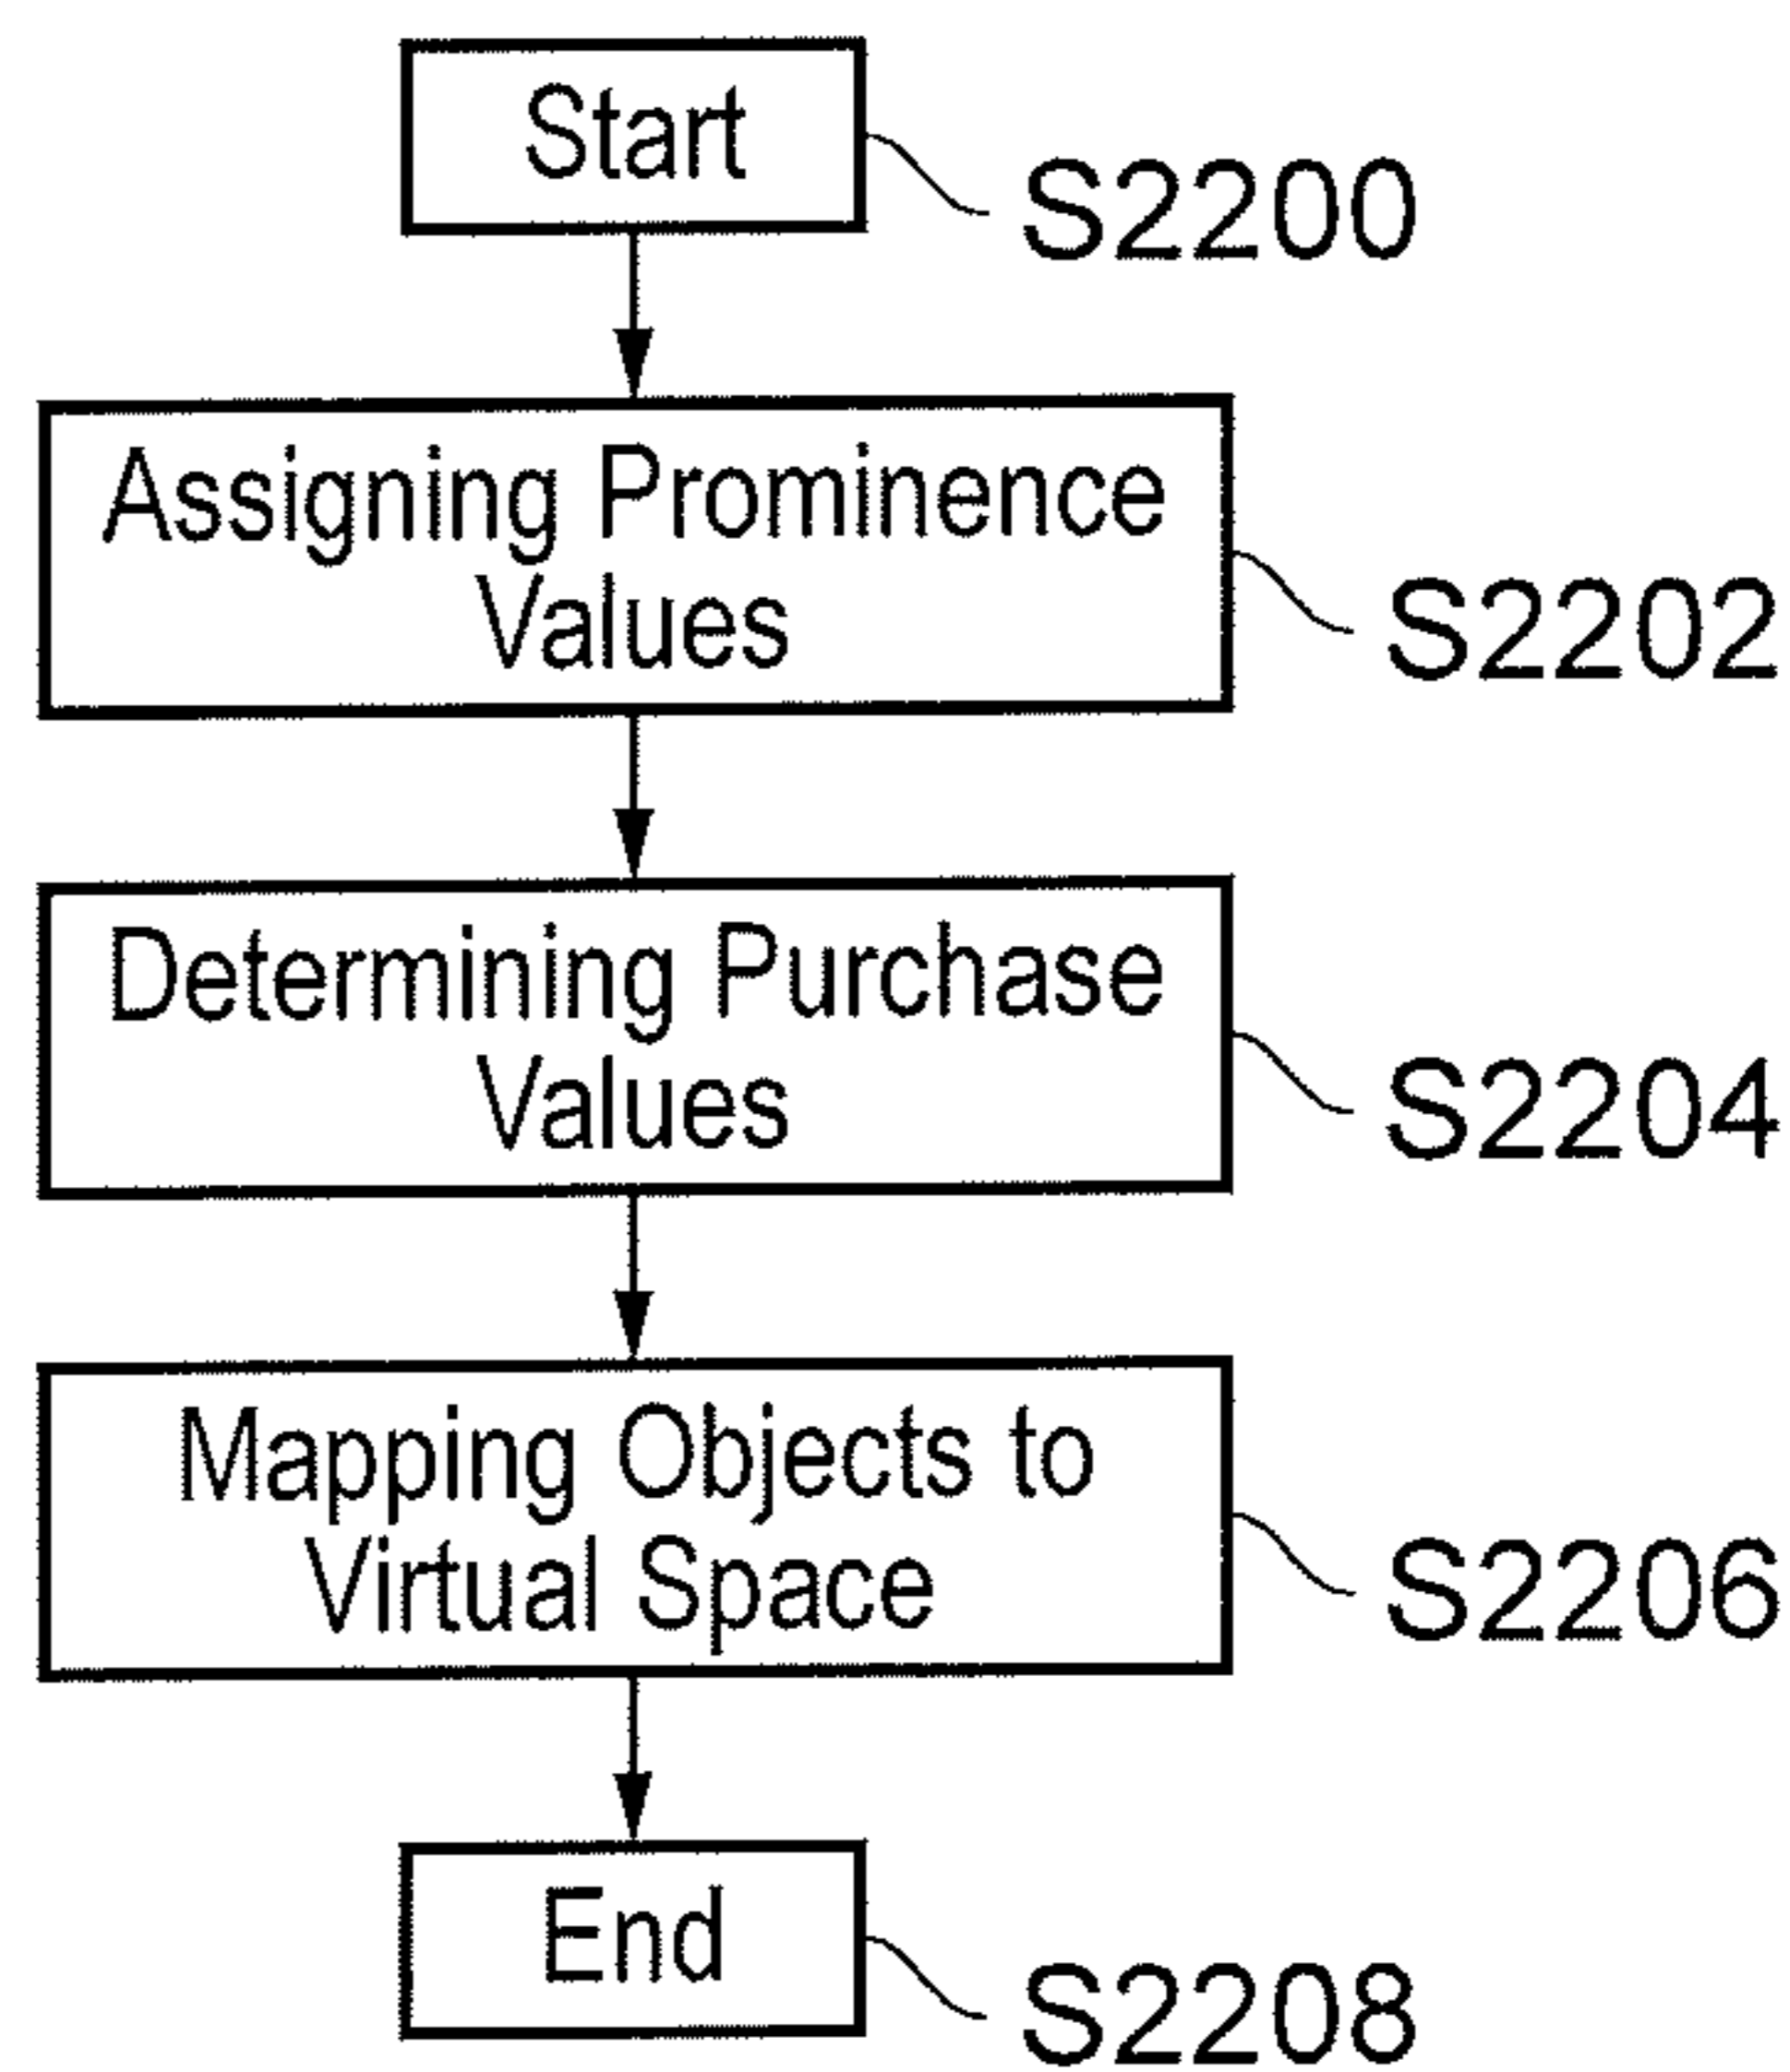 Start
S2200
Assigning Prominence
Values
S2202
Determining Purchase
Values
S2204
Mapping Objects to
Virtual Space
S2206
End
S2208